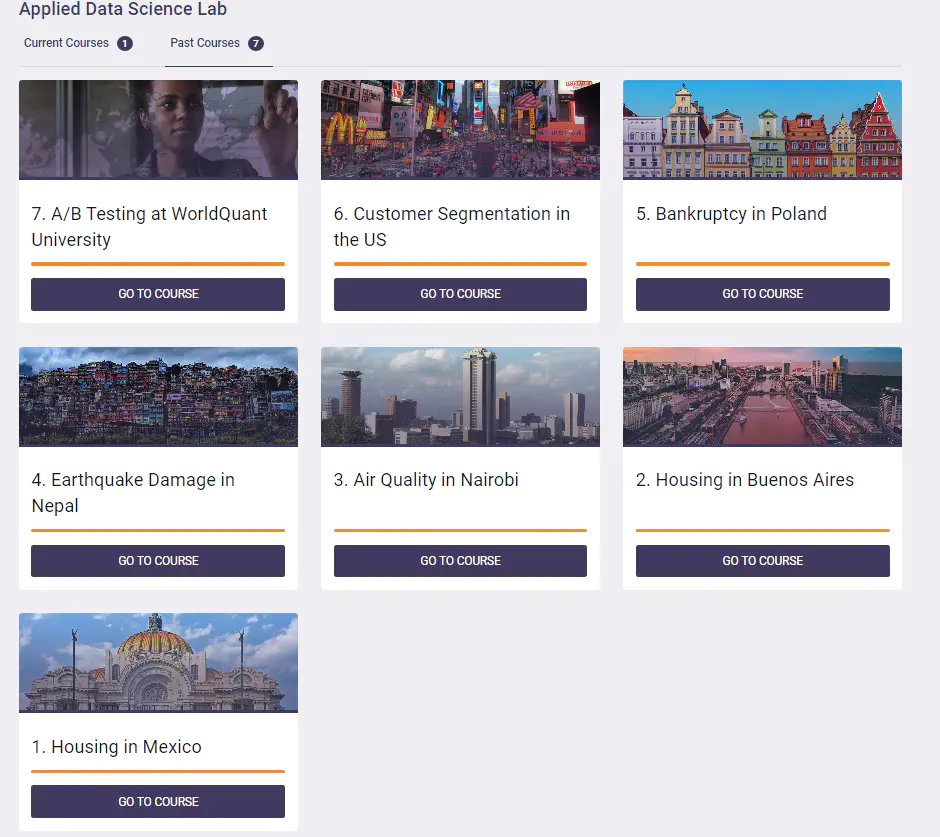 Applied Data Science Lab
Current Courses 1 Past Courses 7
7. A/B Testing at WorldQuant
University
GO TO COURSE
6. Customer Segmentation in
the US
GO TO COURSE
5. Bankruptcy in Poland
GO TO COURSE
4. Earthquake Damage in
Nepal
GO TO COURSE
3. Air Quality in Nairobi
GO TO COURSE
2. Housing in Buenos Aires
GO TO COURSE
1. Housing in Mexico
GO TO COURSE